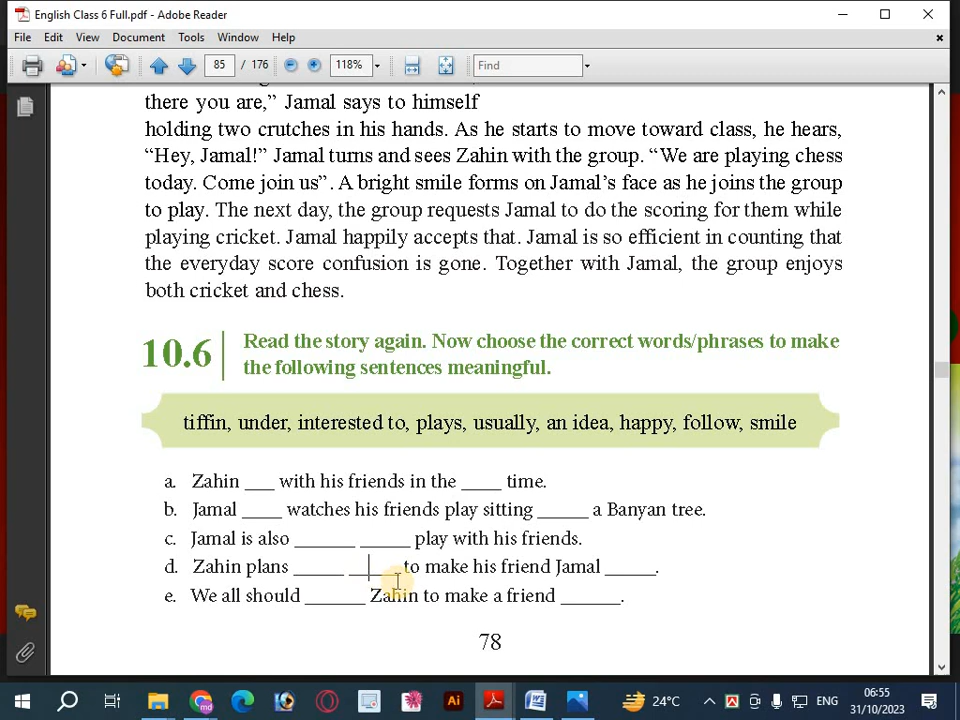 English Class 6 Full.pdf - Adobe Reader
File Edit View Document Tools Window Help
85 / 176 118% Find
there you are,” Jamal says to himself
holding two crutches in his hands. As he starts to move toward class, he hears,
“Hey, Jamal!” Jamal turns and sees Zahin with the group. “We are playing chess
today. Come join us”. A bright smile forms on Jamal’s face as he joins the group
to play. The next day, the group requests Jamal to do the scoring for them while
playing cricket. Jamal happily accepts that. Jamal is so efficient in counting that
the everyday score confusion is gone. Together with Jamal, the group enjoys
both cricket and chess.
10.6 Read the story again. Now choose the correct words/phrases to make
the following sentences meaningful.
tiffin, under, interested to, plays, usually, an idea, happy, follow, smile
a. Zahin ___ with his friends in the ____ time.
b. Jamal ____ watches his friends play sitting _____ a Banyan tree.
c. Jamal is also ______ _____ play with his friends.
d. Zahin plans _____ _____ to make his friend Jamal _____.
e. We all should ______ Zahin to make a friend ______.
78
24°C ENG 06:55
31/10/2023